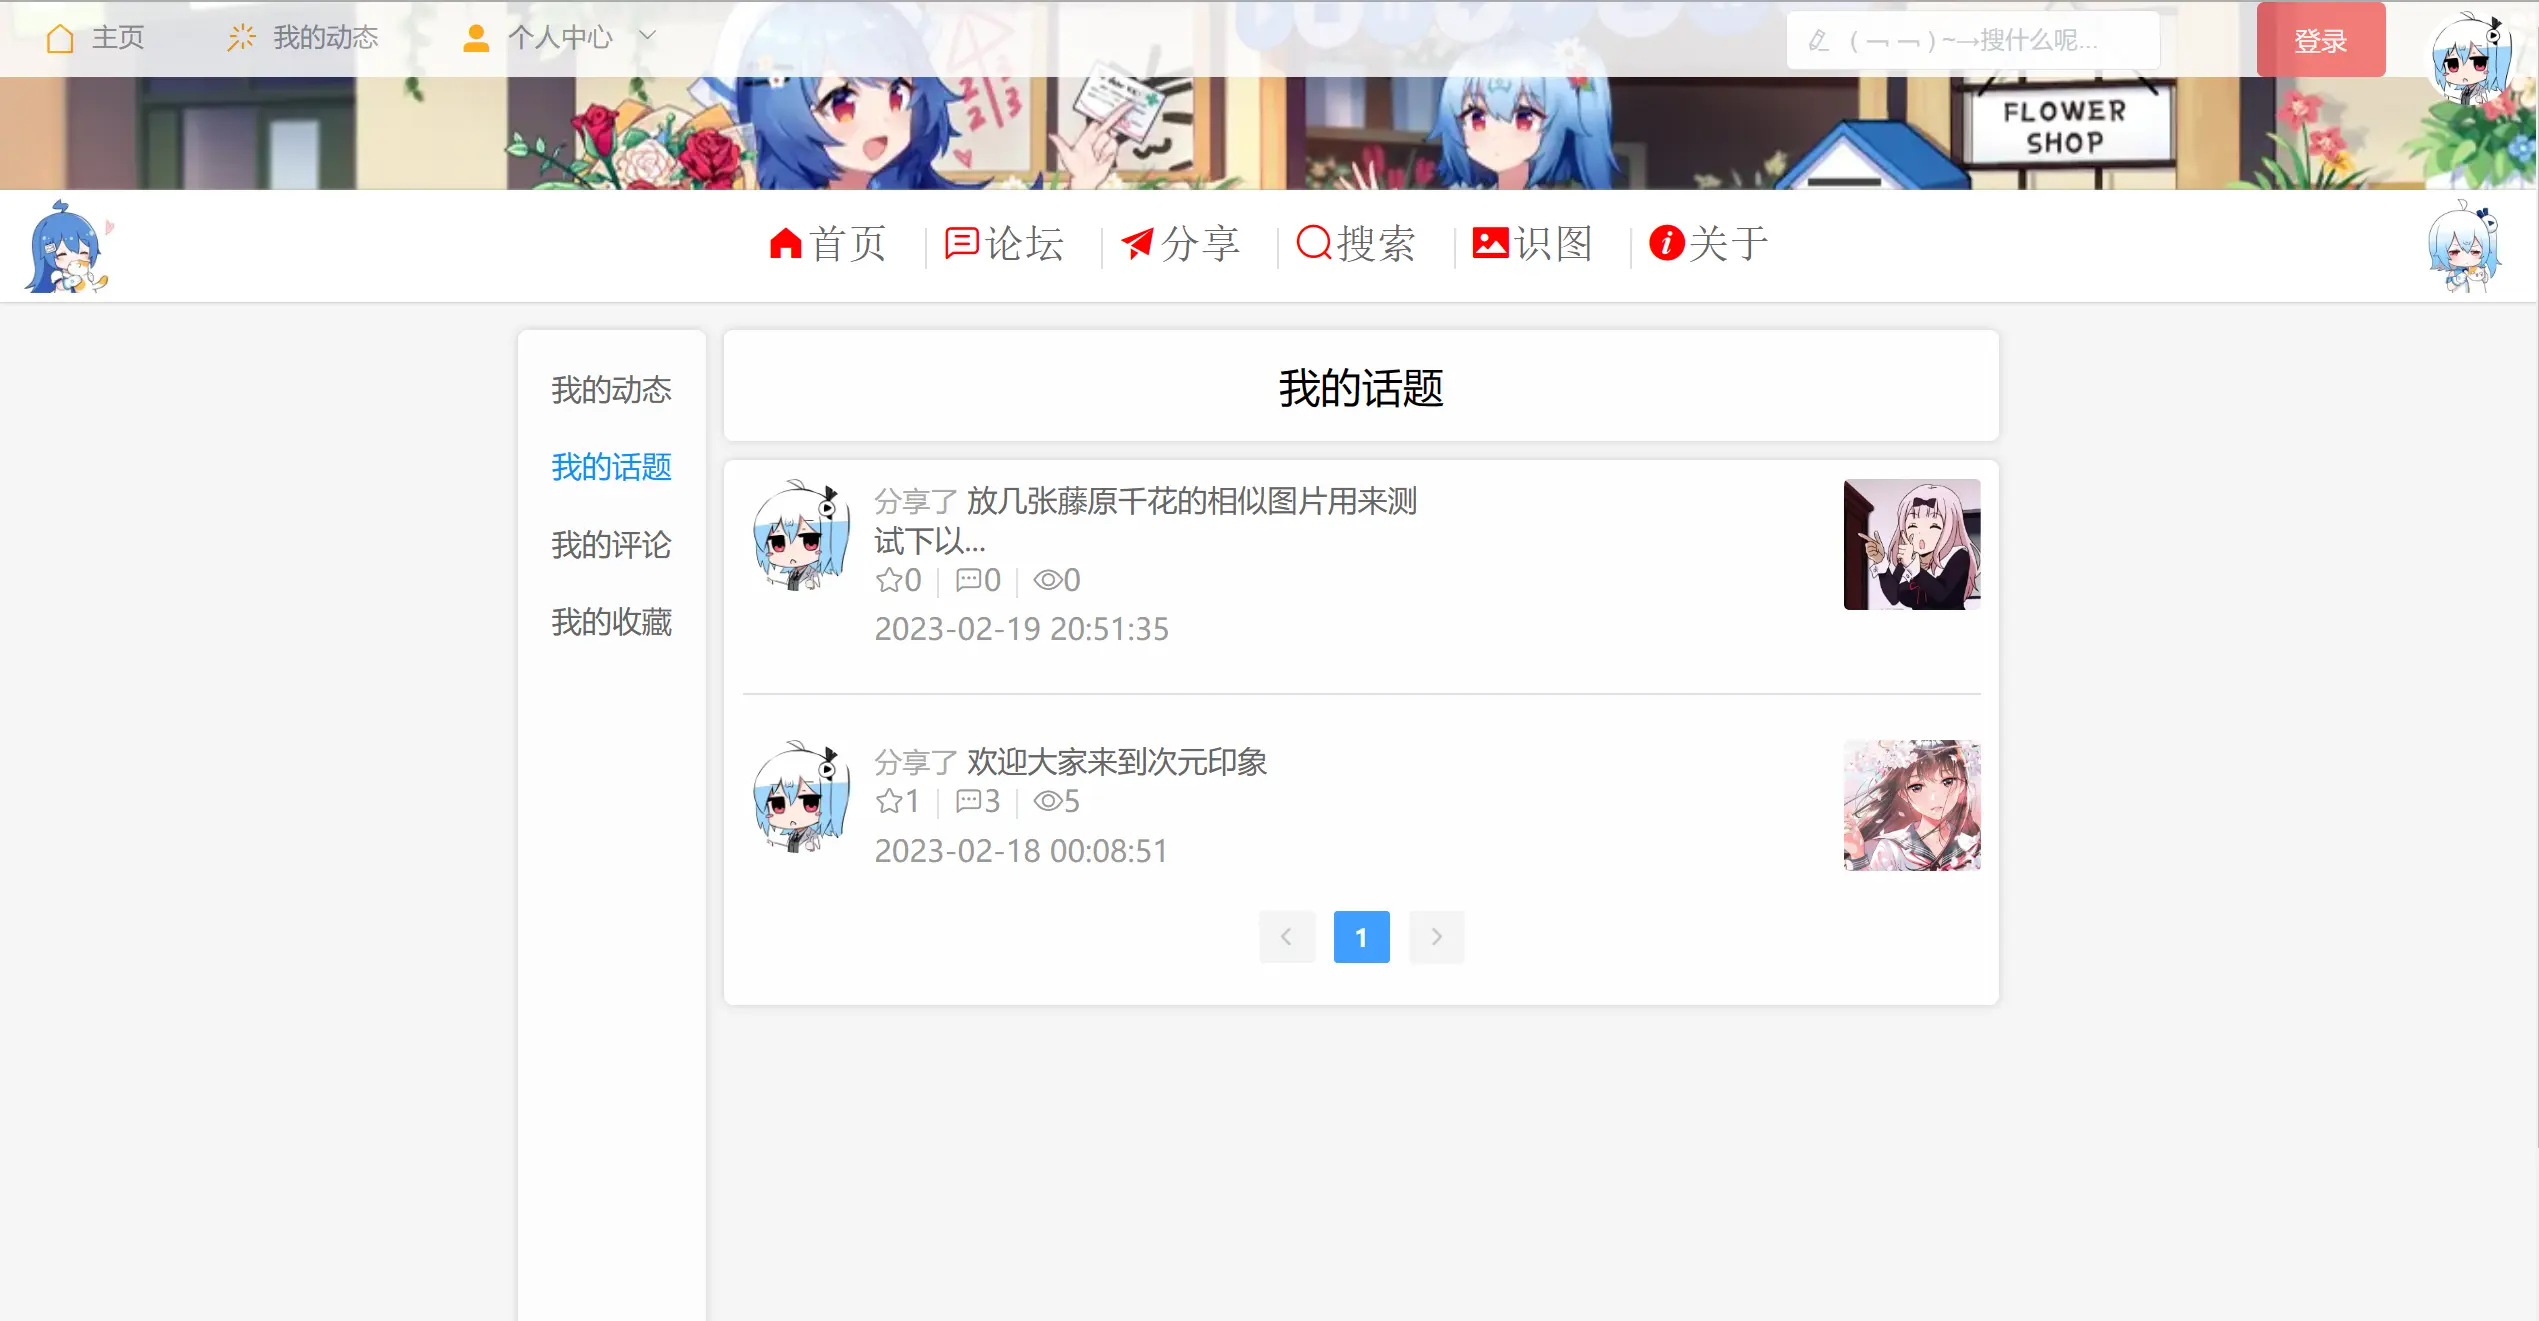 主页
我的动态
个人中心
(￢￢)~→搜什么呢...
登录
FLOWER
SHOP
首页
论坛
分享
搜索
识图
关于
我的动态
我的话题
我的评论
我的收藏
我的话题
分享了 放几张藤原千花的相似图片用来测
试下以...
0 0 0
2023-02-19 20:51:35
分享了 欢迎大家来到次元印象
1 3 5
2023-02-18 00:08:51
1